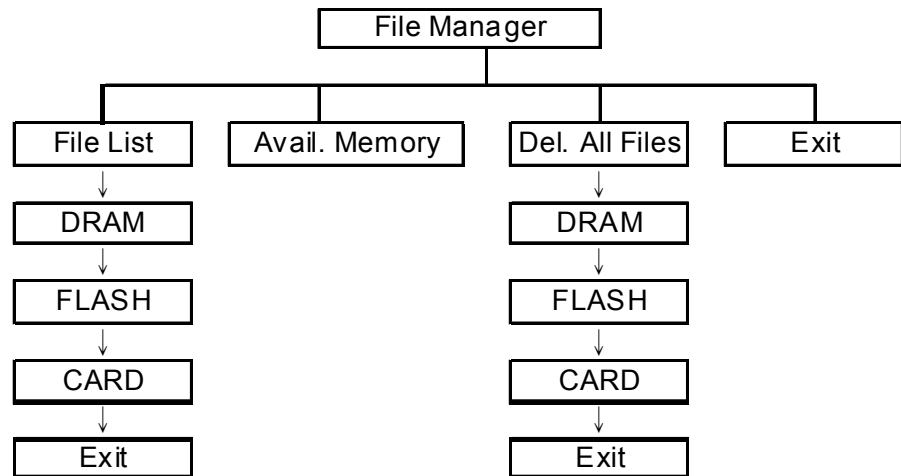 File Manager
File List
Avail. Memory
Del. All Files
Exit
DRAM
DRAM
FLASH
FLASH
CARD
CARD
Exit
Exit